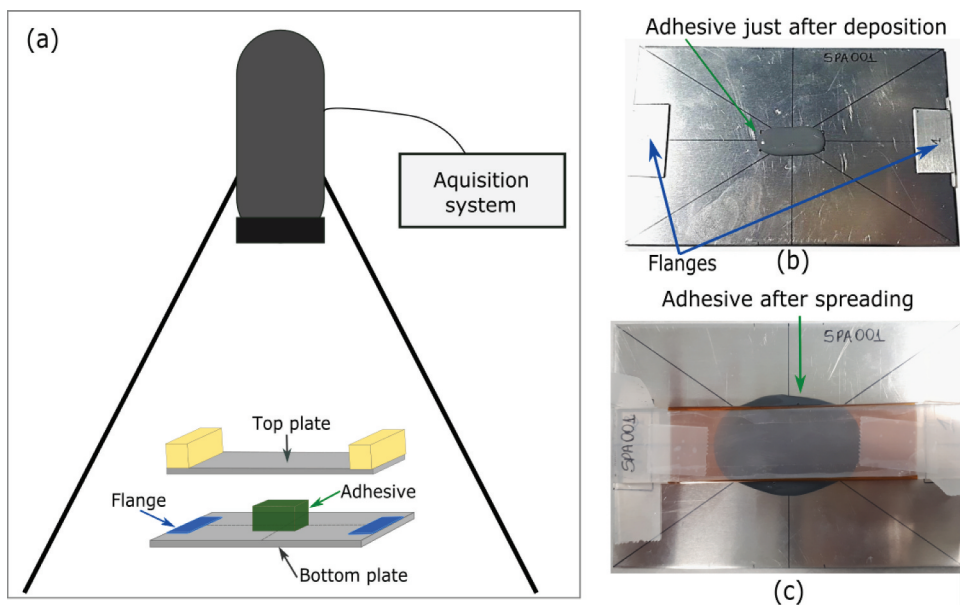 (a)
Aquisition
system
Top plate
Flange
Adhesive
Bottom plate
Adhesive just after deposition
SPA001
Flanges
(b)
Adhesive after spreading
SPA001
SPA001
(c)